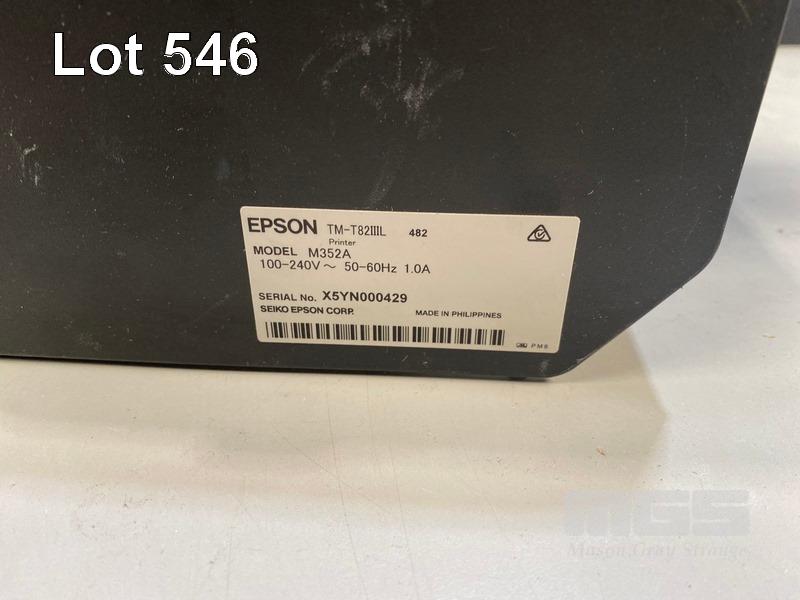 Lot 546
EPSON TM-T82IIIL 482
Printer
MODEL M352A
100-240V ~ 50-60Hz 1.0A
SERIAL No. X5YN000429
SEIKO EPSON CORP. MADE IN PHILIPPINES
PM8
MGS
Mason Gray Strange